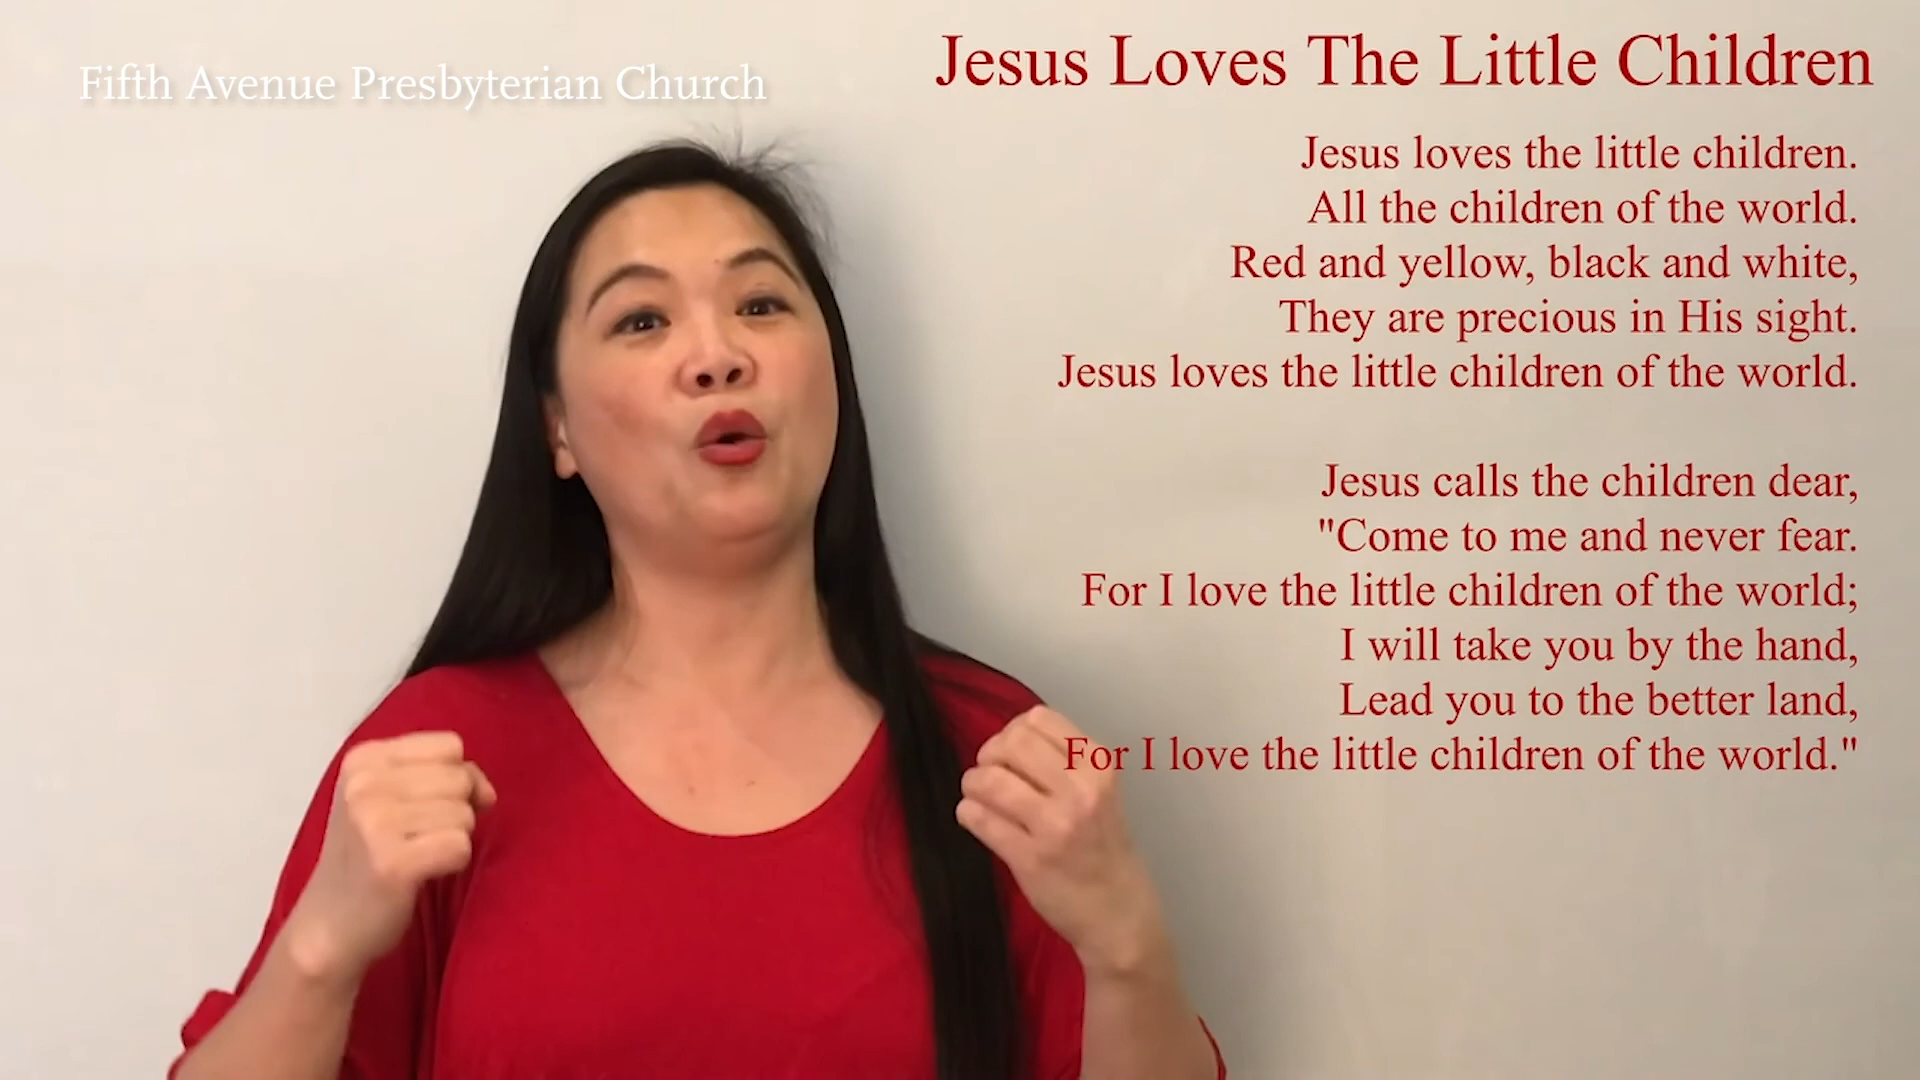 Fifth Avenue Presbyterian Church
Jesus Loves The Little Children
Jesus loves the little children.
All the children of the world.
Red and yellow, black and white,
They are precious in His sight.
Jesus loves the little children of the world.
Jesus calls the children dear,
"Come to me and never fear.
For I love the little children of the world;
I will take you by the hand,
Lead you to the better land,
For I love the little children of the world."